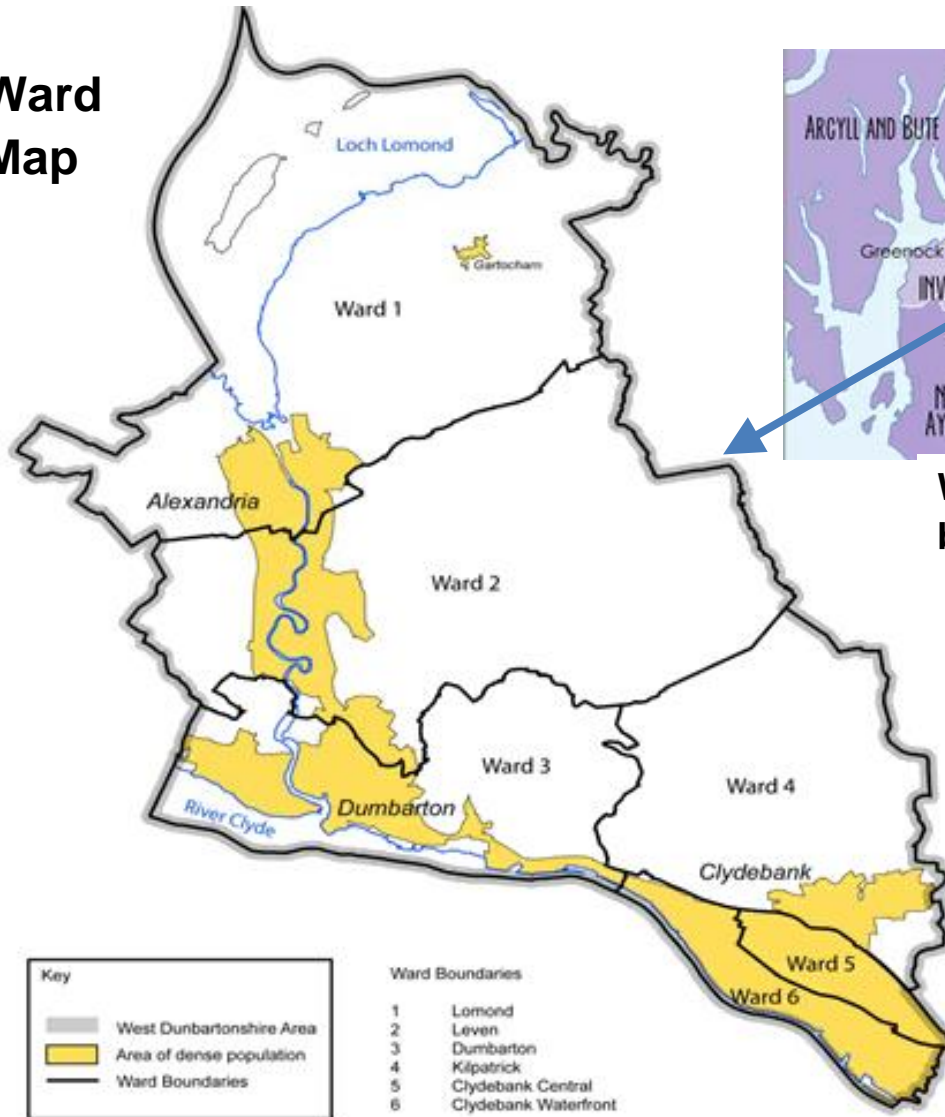 Ward
Map
Loch Lomond
Gartocharn
Ward 1
Alexandria
Ward 2
Ward 3
Ward 4
Dumbarton
River Clyde
Clydebank
Ward 5
Ward 6
ARGYLL AND BUTE
Greenock
Key
West Dunbartonshire Area
Area of dense population
Ward Boundaries
Ward Boundaries
1 Lomond
2 Leven
3 Dumbarton
4 Kilpatrick
5 Clydebank Central
6 Clydebank Waterfront